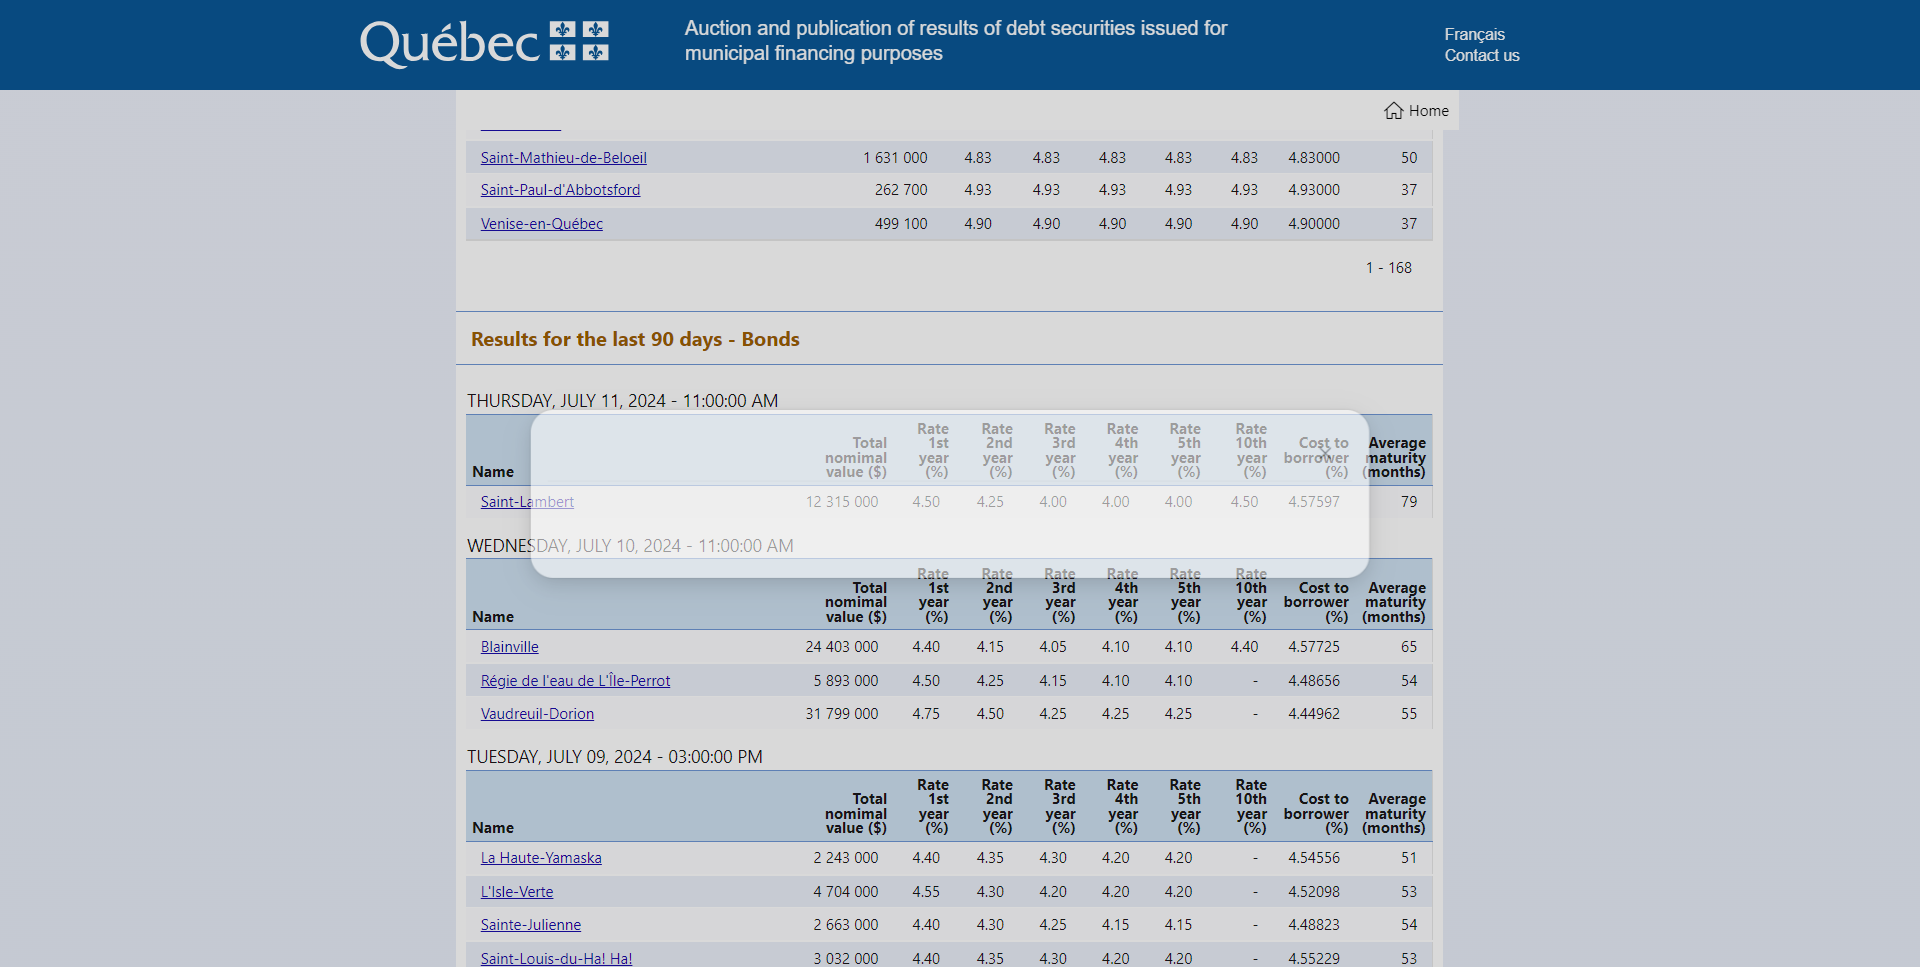 Québec
Auction and publication of results of debt securities issued for
municipal financing purposes
Français
Contact us
Home
Saint-Mathieu-de-Beloeil 1 631 000 4.83 4.83 4.83 4.83 4.83 4.83000 50
Saint-Paul-d'Abbotsford 262 700 4.93 4.93 4.93 4.93 4.93 4.93000 37
Venise-en-Québec 499 100 4.90 4.90 4.90 4.90 4.90 4.90000 37
1 - 168
Results for the last 90 days - Bonds
THURSDAY, JULY 11, 2024 - 11:00:00 AM
Rate Rate Rate Rate Rate Rate
Total 1st 2nd 3rd 4th 5th 10th Cost to Average
nomimal year year year year year year borrower maturity
Name value ($) (%) (%) (%) (%) (%) (%) (%) (months)
Saint-Lambert 12 315 000 4.50 4.25 4.00 4.00 4.00 4.50 4.57597 79
WEDNESDAY, JULY 10, 2024 - 11:00:00 AM
Rate Rate Rate Rate Rate Rate
Total 1st 2nd 3rd 4th 5th 10th Cost to Average
nomimal year year year year year year borrower maturity
Name value ($) (%) (%) (%) (%) (%) (%) (%) (months)
Blainville 24 403 000 4.40 4.15 4.05 4.10 4.10 4.40 4.57725 65
Régie de l'eau de L'Île-Perrot 5 893 000 4.50 4.25 4.15 4.10 4.10 - 4.48656 54
Vaudreuil-Dorion 31 799 000 4.75 4.50 4.25 4.25 4.25 - 4.44962 55
TUESDAY, JULY 09, 2024 - 03:00:00 PM
Rate Rate Rate Rate Rate Rate
Total 1st 2nd 3rd 4th 5th 10th Cost to Average
nomimal year year year year year year borrower maturity
Name value ($) (%) (%) (%) (%) (%) (%) (%) (months)
La Haute-Yamaska 2 243 000 4.40 4.35 4.30 4.20 4.20 - 4.54556 51
L'Isle-Verte 4 704 000 4.55 4.30 4.20 4.20 4.20 - 4.52098 53
Sainte-Julienne 2 663 000 4.40 4.30 4.25 4.15 4.15 - 4.48823 54
Saint-Louis-du-Ha! Ha! 3 032 000 4.40 4.35 4.30 4.20 4.20 - 4.55229 53